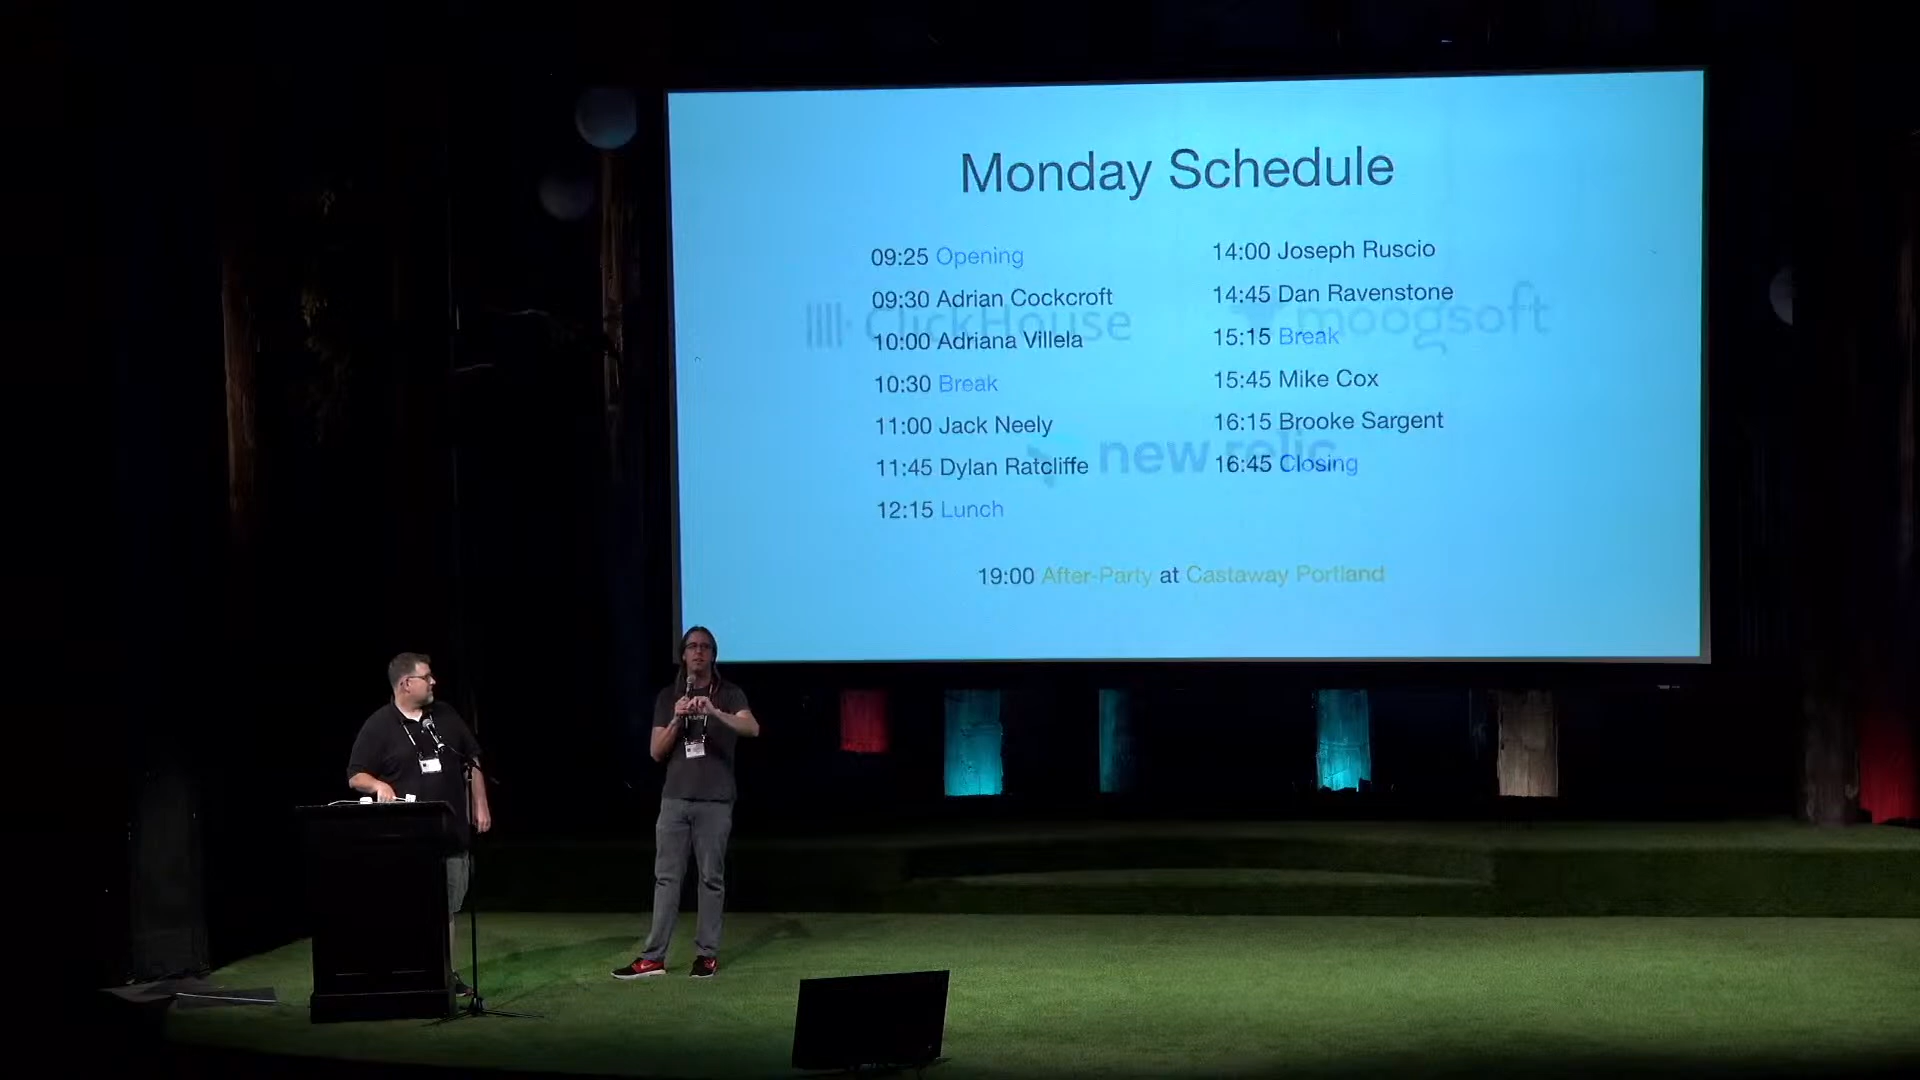 Monday Schedule
09:25 Opening
09:30 Adrian Cockcroft
ClickHouse
10:00 Adriana Villela
10:30 Break
11:00 Jack Neely
11:45 Dylan Ratcliffe
12:15 Lunch
14:00 Joseph Ruscio
14:45 Dan Ravenstone
moogsoft
15:15 Break
15:45 Mike Cox
16:15 Brooke Sargent
new relic
16:45 Closing
19:00 After-Party at Castaway Portland